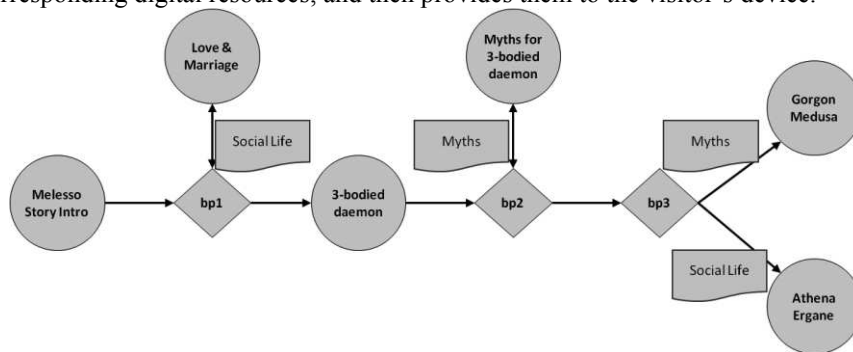 rresponding digital resources, and then provides them to the visitor's device.
Love &
Marriage
Myths for
3-bodied
daemon
Gorgon
Medusa
Social Life
Myths
Myths
Melesso
Story Intro
bp1
3-bodied
daemon
bp2
bp3
Social Life
Athena
Ergane